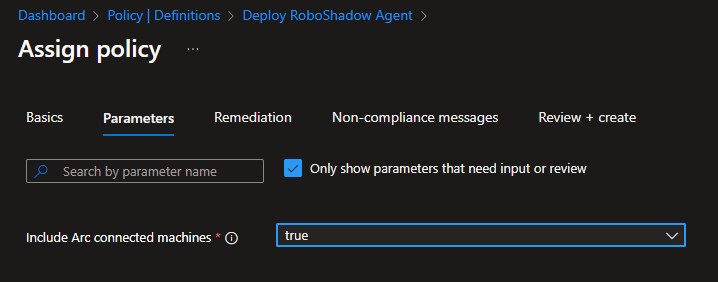 Dashboard > Policy | Definitions > Deploy RoboShadow Agent >
Assign policy ...
Basics Parameters Remediation Non-compliance messages Review + create
Search by parameter name Only show parameters that need input or review
Include Arc connected machines * true